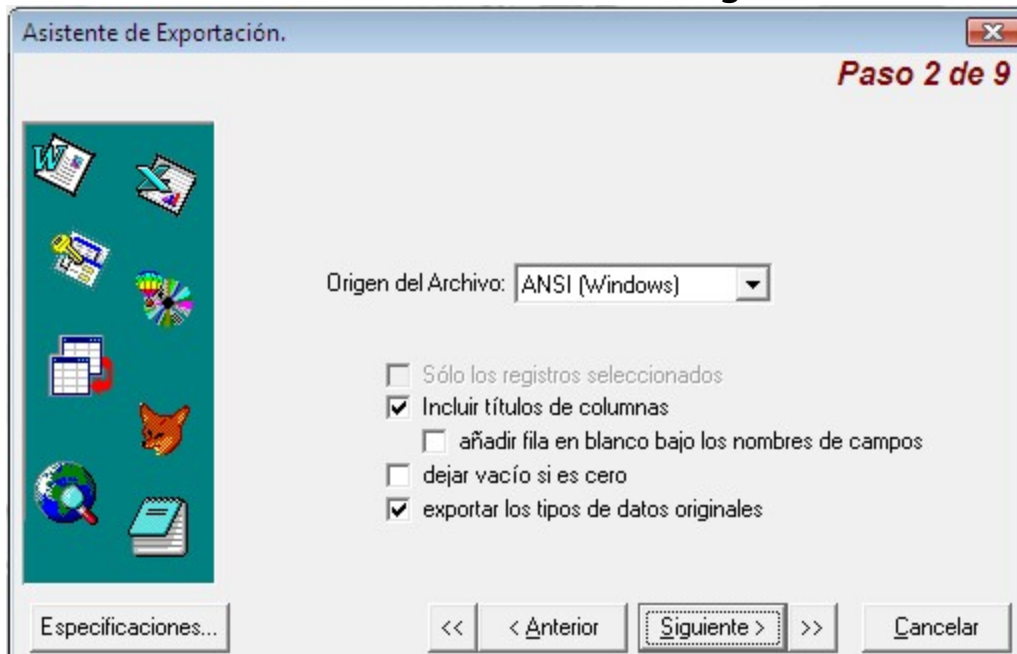 Asistente de Exportación.
Paso 2 de 9
Origen del Archivo: ANSI (Windows)
Sólo los registros seleccionados
Incluir títulos de columnas
añadir fila en blanco bajo los nombres de campos
dejar vacío si es cero
exportar los tipos de datos originales
Especificaciones... << < Anterior Siguiente > >> Cancelar